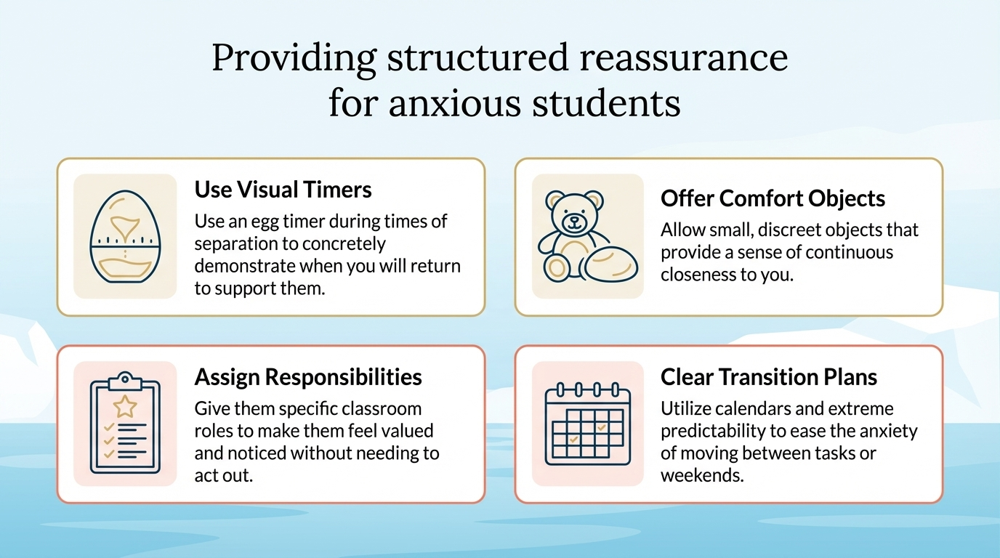 Providing structured reassurance
for anxious students
Use Visual Timers
Use an egg timer during times of
separation to concretely
demonstrate when you will return
to support them.
Offer Comfort Objects
Allow small, discreet objects that
provide a sense of continuous
closeness to you.
Assign Responsibilities
Give them specific classroom
roles to make them feel valued
and noticed without needing to
act out.
Clear Transition Plans
Utilize calendars and extreme
predictability to ease the anxiety
of moving between tasks or
weekends.